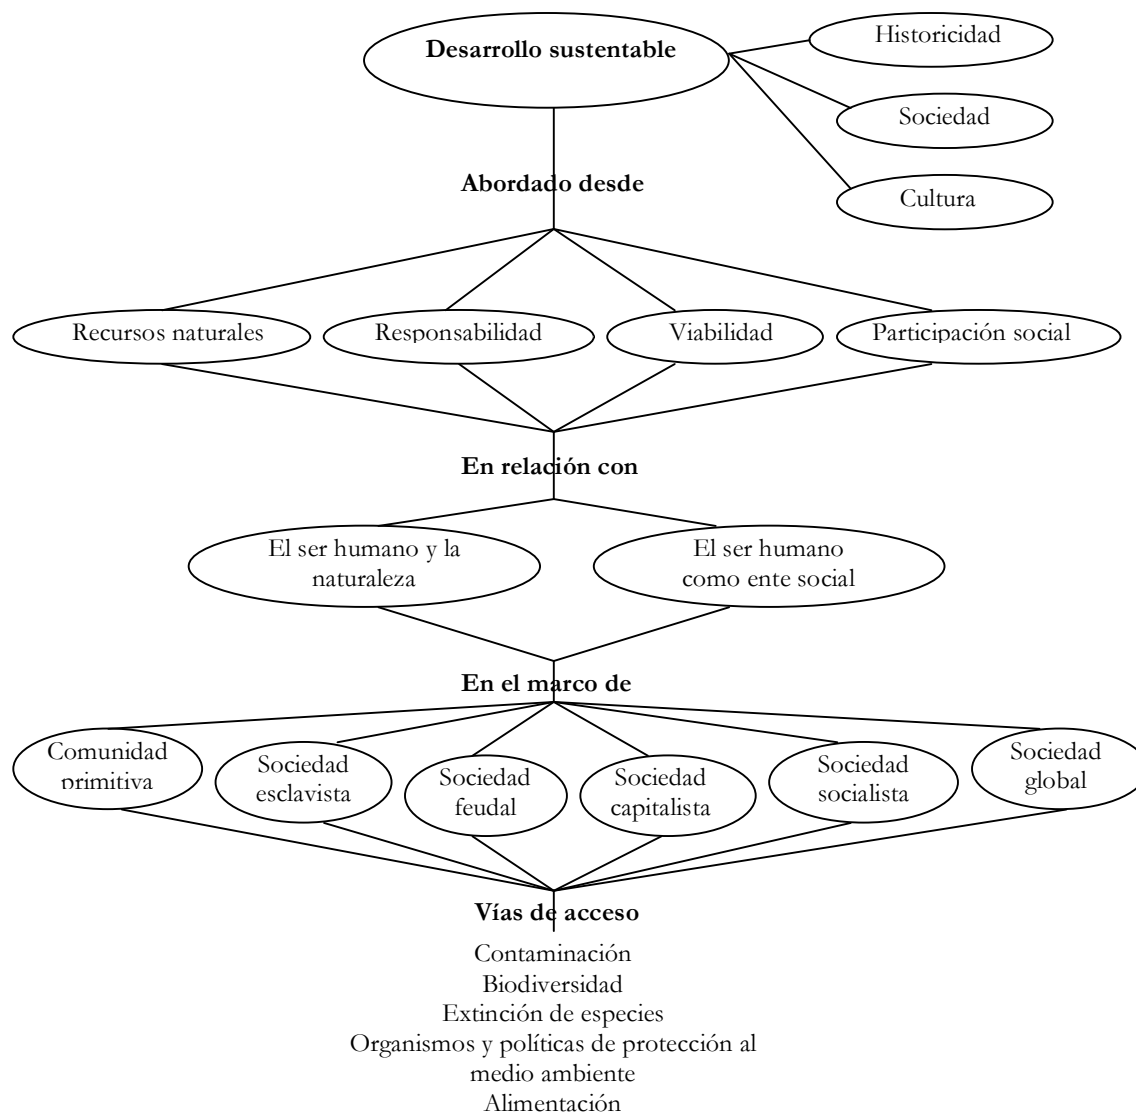 Desarrollo sustentable
Historicidad
Sociedad
Cultura
Abordado desde
Recursos naturales
Responsabilidad
Viabilidad
Participación social
En relación con
El ser humano y la
naturaleza
El ser humano
como ente social
En el marco de
Comunidad
primitiva
Sociedad
esclavista
Sociedad
feudal
Sociedad
capitalista
Sociedad
socialista
Sociedad
global
Vías de acceso
Contaminación
Biodiversidad
Extinción de especies
Organismos y políticas de protección al
medio ambiente
Alimentación